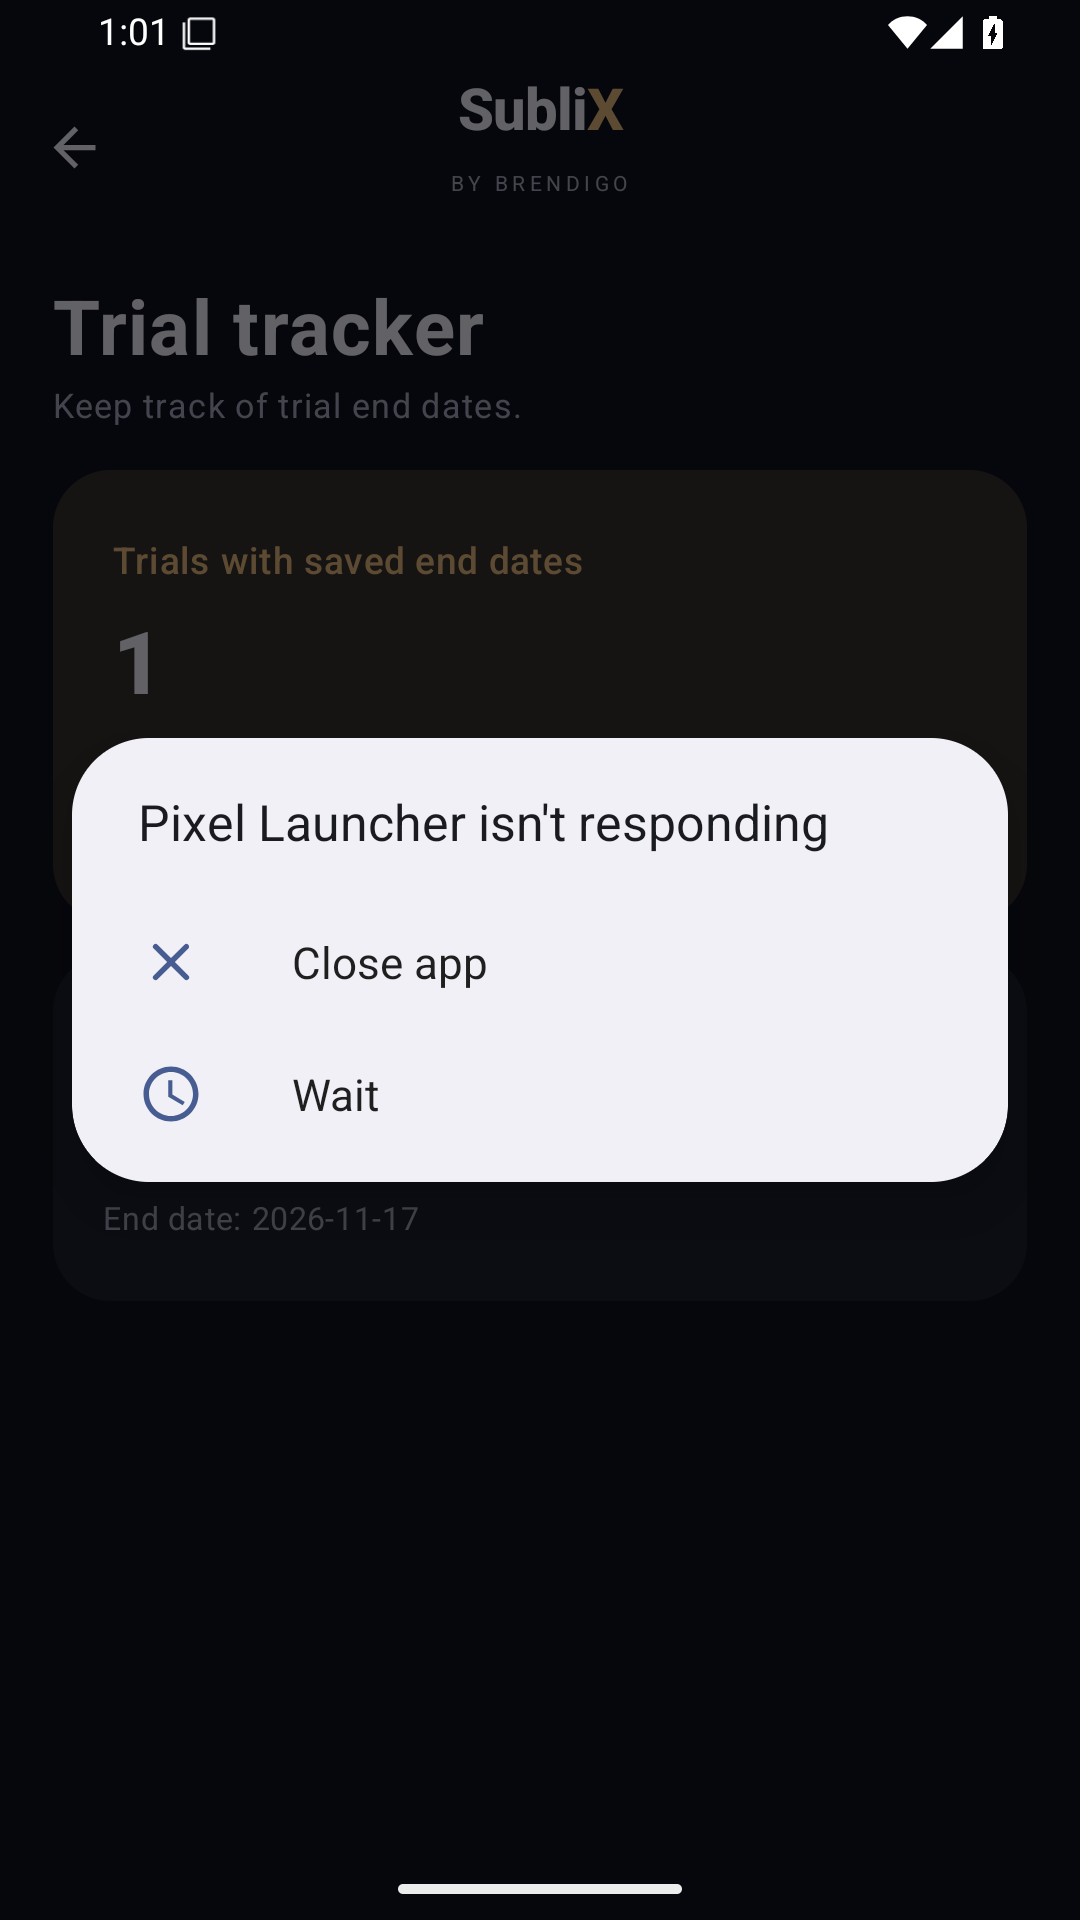 1:01
SubliX
BY BRENDIGO
Trial tracker
Keep track of trial end dates.
Trials with saved end dates
1
Pixel Launcher isn't responding
Close app
Wait
End date: 2026-11-17